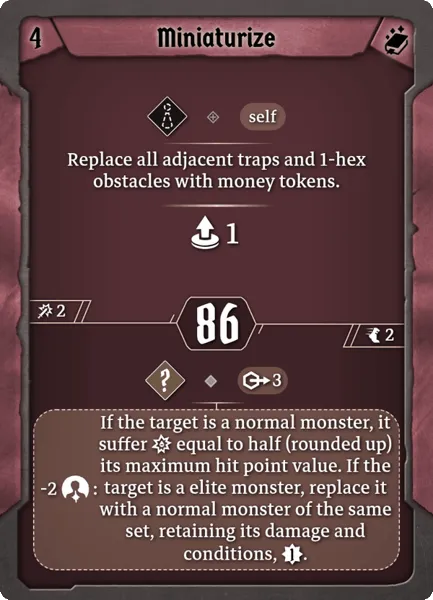 4 Miniaturize
self
Replace all adjacent traps and 1-hex
obstacles with money tokens.
1
2
86
2
? 3
If the target is a normal monster, it
suffer equal to half (rounded up)
its maximum hit point value. If the
-2 : target is a elite monster, replace it
with a normal monster of the same
set, retaining its damage and
conditions, .